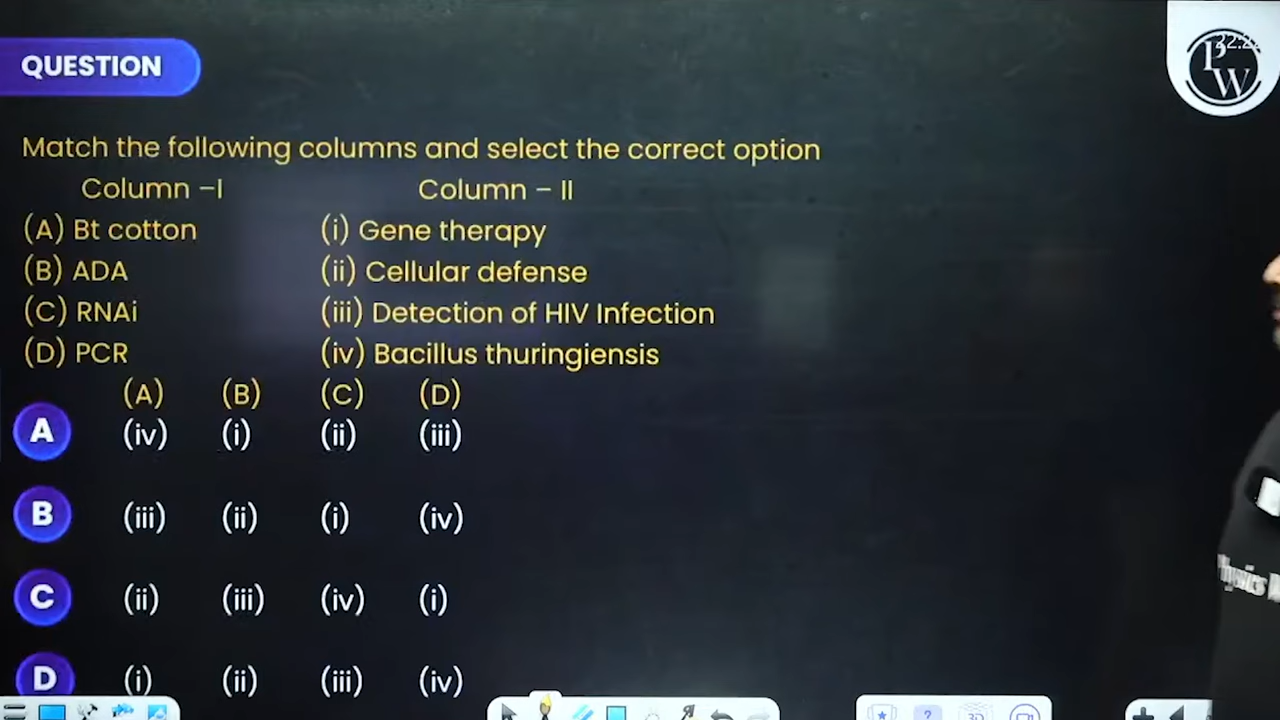 QUESTION
PW
Match the following columns and select the correct option
Column –I Column – II
(A) Bt cotton (i) Gene therapy
(B) ADA (ii) Cellular defense
(C) RNAi (iii) Detection of HIV Infection
(D) PCR (iv) Bacillus thuringiensis
(A) (B) (C) (D)
A (iv) (i) (ii) (iii)
B (iii) (ii) (i) (iv)
C (ii) (iii) (iv) (i)
D (i) (ii) (iii) (iv)
? 3D